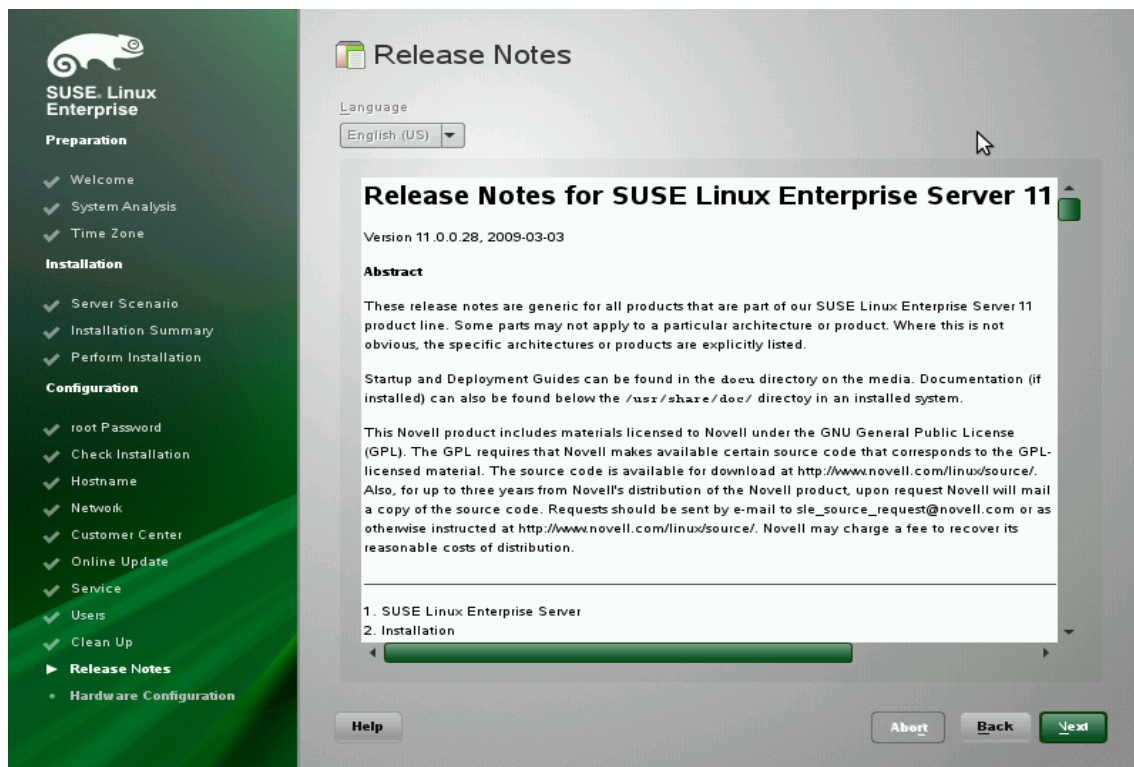 SUSE. Linux
Enterprise
Preparation
Welcome
System Analysis
Time Zone
Installation
Server Scenario
Installation Summary
Perform Installation
Configuration
root Password
Check Installation
Hostname
Network
Customer Center
Online Update
Service
Users
Clean Up
Release Notes
Hardware Configuration
Release Notes
Language
English (US)
Release Notes for SUSE Linux Enterprise Server 11
Version 11.0.0.28, 2009-03-03
Abstract
These release notes are generic for all products that are part of our SUSE Linux Enterprise Server 11
product line. Some parts may not apply to a particular architecture or product. Where this is not
obvious, the specific architectures or products are explicitly listed.
Startup and Deployment Guides can be found in the docu directory on the media. Documentation (if
installed) can also be found below the /usr/share/doc/ directoy in an installed system.
This Novell product includes materials licensed to Novell under the GNU General Public License
(GPL). The GPL requires that Novell makes available certain source code that corresponds to the GPL-
licensed material. The source code is available for download at http://www.novell.com/linux/source/.
Also, for up to three years from Novell's distribution of the Novell product, upon request Novell will mail
a copy of the source code. Requests should be sent by e-mail to sle_source_request@novell.com or as
otherwise instructed at http://www.novell.com/linux/source/. Novell may charge a fee to recover its
reasonable costs of distribution.
1. SUSE Linux Enterprise Server
2. Installation
Help
Abort
Back
Next